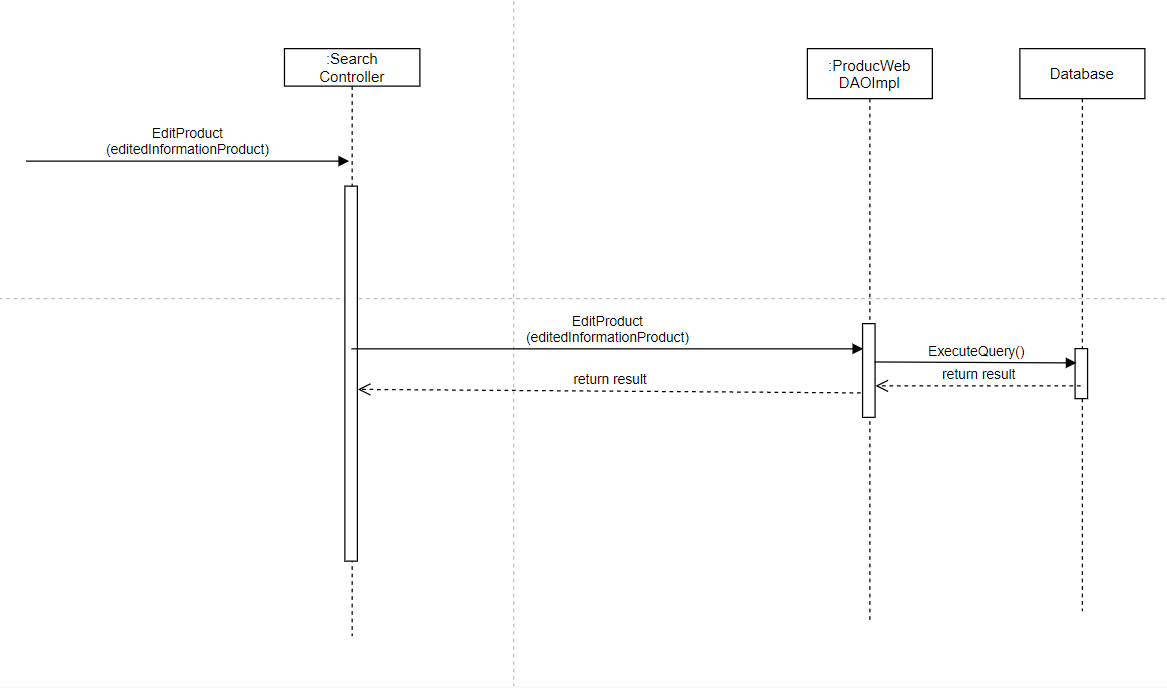 :Search
Controller
:ProducWeb
DAOImpl
Database
EditProduct
(editedInformationProduct)
EditProduct
(editedInformationProduct)
ExecuteQuery()
return result
return result